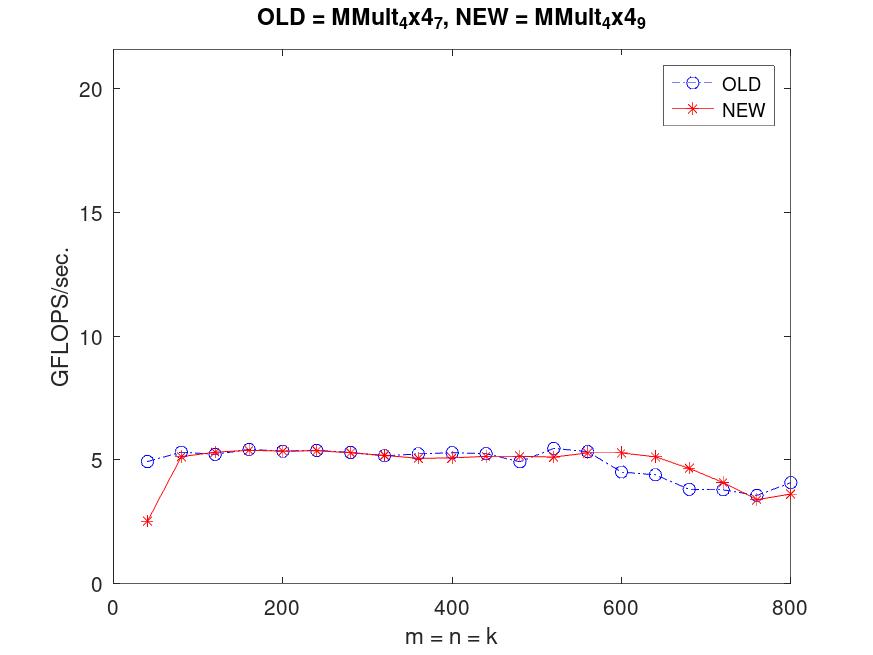 OLD = MMult₄x4₇, NEW = MMult₄x4₉
20
15
10
5
0
GFLOPS/sec.
OLD
NEW
0 200 400 600 800
m = n = k